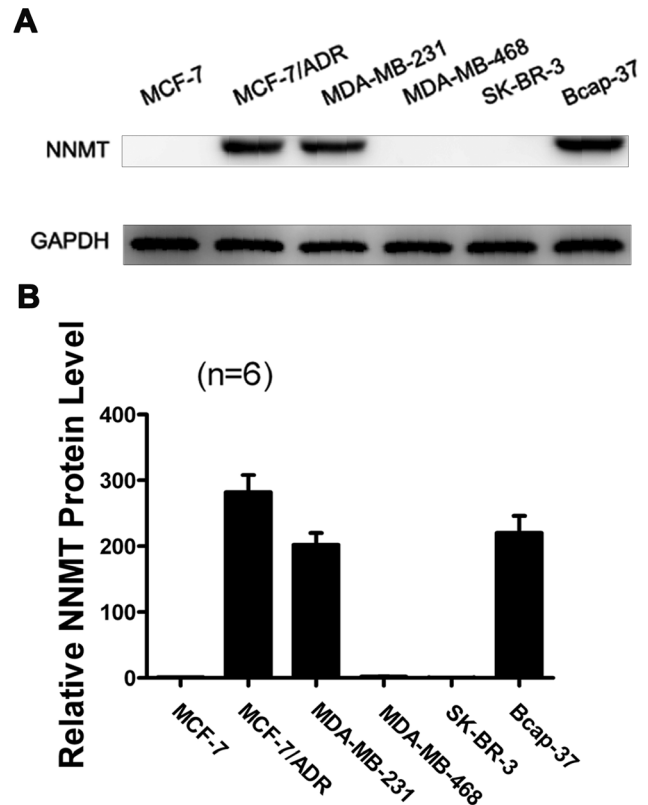 A
MCF-7
MCF-7/ADR
MDA-MB-231
MDA-MB-468
SK-BR-3
Bcap-37
NNMT
GAPDH
B
Relative NNMT Protein Level
(n=6)
400
300
200
100
0
MCF-7
MCF-7/ADR
MDA-MB-231
MDA-MB-468
SK-BR-3
Bcap-37